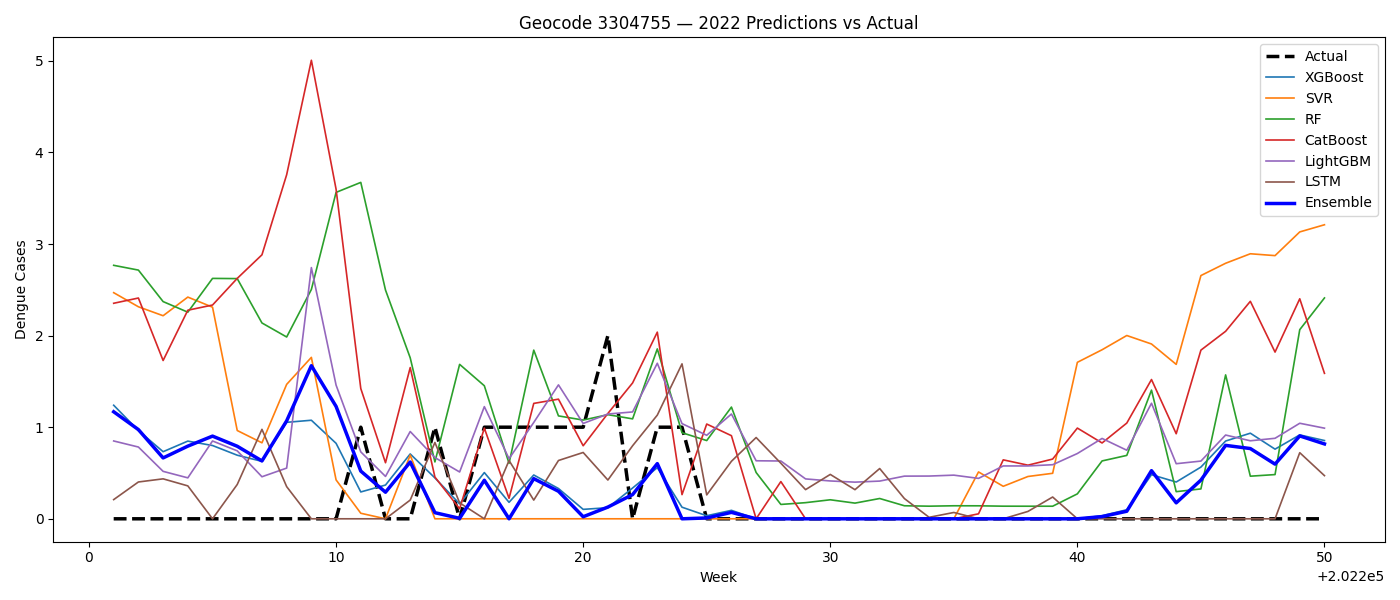 Geocode 3304755 — 2022 Predictions vs Actual
Dengue Cases
5
4
3
2
1
0
Actual
XGBoost
SVR
RF
CatBoost
LightGBM
LSTM
Ensemble
0 10 20 30 40 50
Week
+2.022e5